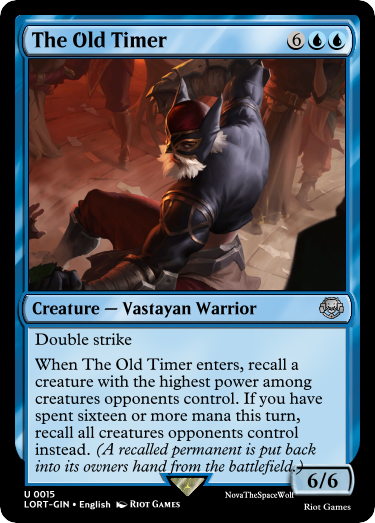 The Old Timer 6
Creature — Vastayan Warrior
Double strike
When The Old Timer enters, recall a
creature with the highest power among
creatures opponents control. If you have
spent sixteen or more mana this turn,
recall all creatures opponents control
instead. (A recalled permanent is put back
into its owners hand from the battlefield.)
6/6
U 0015
LORT-GIN • English Riot Games
NovaTheSpaceWolf
Riot Games